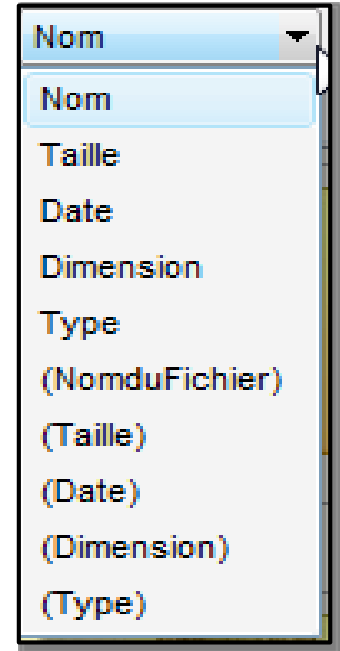 Nom
Nom
Taille
Date
Dimension
Type
(NomduFichier)
(Taille)
(Date)
(Dimension)
(Type)